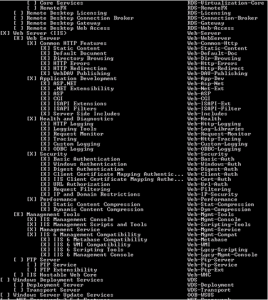 [ ] Core Services RDS-Virtualization-Core
[ ] RemoteFX RDS-RemoteFX
[ ] Remote Desktop Licensing RDS-Licensing
[ ] Remote Desktop Connection Broker RDS-Connection-Broker
[ ] Remote Desktop Gateway RDS-Gateway
[ ] Remote Desktop Web Access RDS-Web-Access
[X] Web Server (IIS) Web-Server
[X] Web Server Web-WebServer
[X] Common HTTP Features Web-Common-Http
[X] Static Content Web-Static-Content
[X] Default Document Web-Default-Doc
[X] Directory Browsing Web-Dir-Browsing
[X] HTTP Errors Web-Http-Errors
[X] HTTP Redirection Web-Http-Redirect
[X] WebDAV Publishing Web-DAV-Publishing
[X] Application Development Web-App-Dev
[X] ASP.NET Web-Asp-Net
[X] .NET Extensibility Web-Net-Ext
[X] ASP Web-ASP
[X] CGI Web-CGI
[X] ISAPI Extensions Web-ISAPI-Ext
[X] ISAPI Filters Web-ISAPI-Filter
[X] Server Side Includes Web-Includes
[X] Health and Diagnostics Web-Health
[X] HTTP Logging Web-Http-Logging
[X] Logging Tools Web-Log-Libraries
[X] Request Monitor Web-Request-Monitor
[X] Tracing Web-Http-Tracing
[X] Custom Logging Web-Custom-Logging
[X] ODBC Logging Web-ODBC-Logging
[X] Security Web-Security
[X] Basic Authentication Web-Basic-Auth
[X] Windows Authentication Web-Windows-Auth
[X] Digest Authentication Web-Digest-Auth
[X] Client Certificate Mapping Authentic... Web-Client-Auth
[X] IIS Client Certificate Mapping Authe... Web-Cert-Auth
[X] URL Authorization Web-Url-Auth
[X] Request Filtering Web-Filtering
[X] IP and Domain Restrictions Web-IP-Security
[X] Performance Web-Performance
[X] Static Content Compression Web-Stat-Compression
[X] Dynamic Content Compression Web-Dyn-Compression
[X] Management Tools Web-Mgmt-Tools
[X] IIS Management Console Web-Mgmt-Console
[X] IIS Management Scripts and Tools Web-Scripting-Tools
[X] Management Service Web-Mgmt-Service
[X] IIS 6 Management Compatibility Web-Mgmt-Compat
[X] IIS 6 Metabase Compatibility Web-Metabase
[X] IIS 6 WMI Compatibility Web-WMI
[X] IIS 6 Scripting Tools Web-Lgcy-Scripting
[X] IIS 6 Management Console Web-Lgcy-Mgmt-Console
[ ] FTP Server Web-Ftp-Server
[ ] FTP Service Web-Ftp-Service
[ ] FTP Extensibility Web-Ftp-Ext
[ ] IIS Hostable Web Core Web-WHC
[ ] Windows Deployment Services WDS
[ ] Deployment Server WDS-Deployment
[ ] Transport Server WDS-Transport
[ ] Windows Server Update Services OOB-WSUS